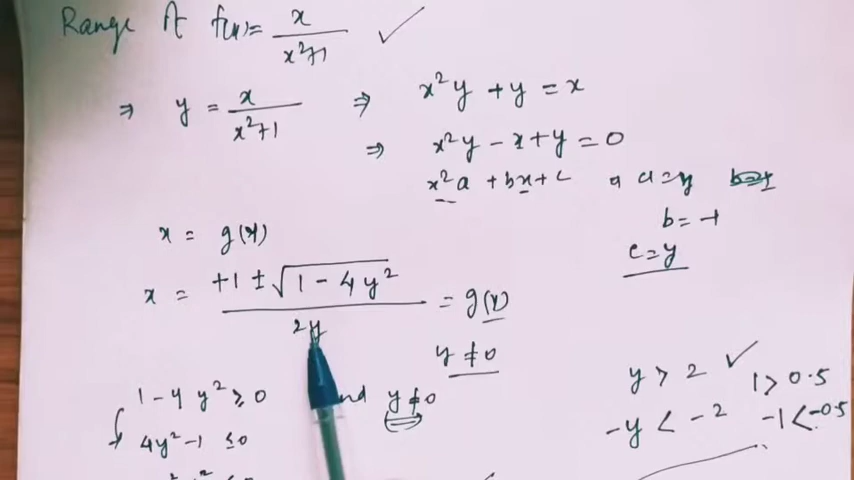 Range of f(x) = x / x²+1 ✓
⇒ y = x / x²+1 ⇒ x²y + y = x
⇒ x²y - x + y = 0
x²a + bx + c a = y
b = -1
c = y
x = g(y)
x = +1 ± √(1 - 4y²) / 2y = g(y)
y ≠ 0
1 - 4y² ≥ 0 and y ≠ 0
4y² - 1 ≤ 0
y > 2 ✓ 1 > 0.5
-y < -2 -1 < -0.5